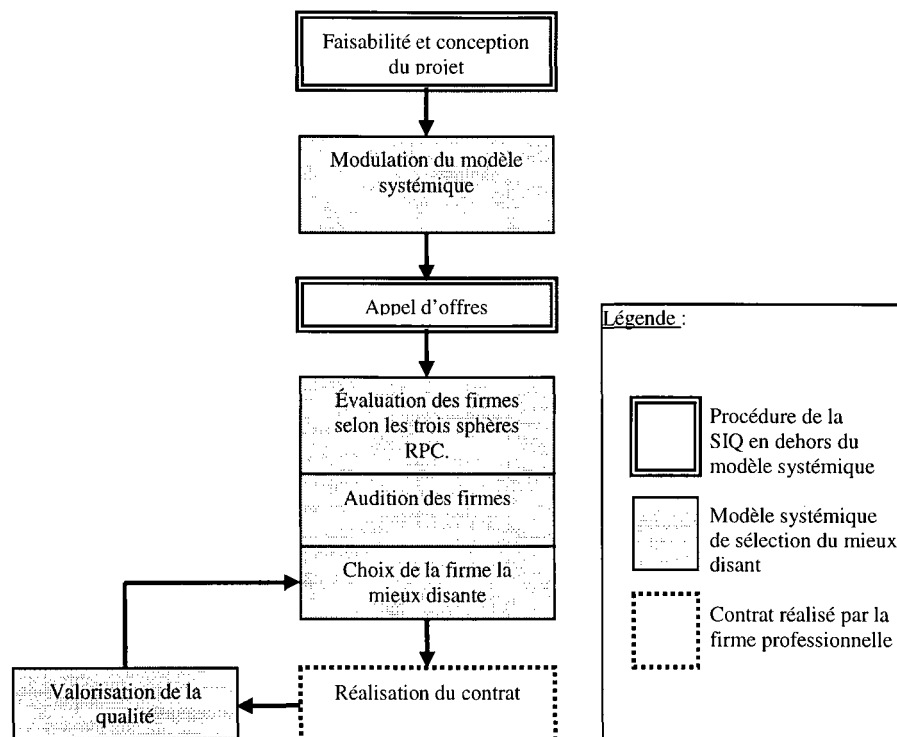 Faisabilité et conception
du projet
Modulation du modèle
systémique
Appel d'offres
Évaluation des firmes
selon les trois sphères
RPC.
Audition des firmes
Choix de la firme la
mieux disante
Valorisation de la
qualité
Réalisation du contrat
Légende :
Procédure de la
SIQ en dehors du
modèle systémique
Modèle systémique
de sélection du mieux
disant
Contrat réalisé par la
firme professionnelle